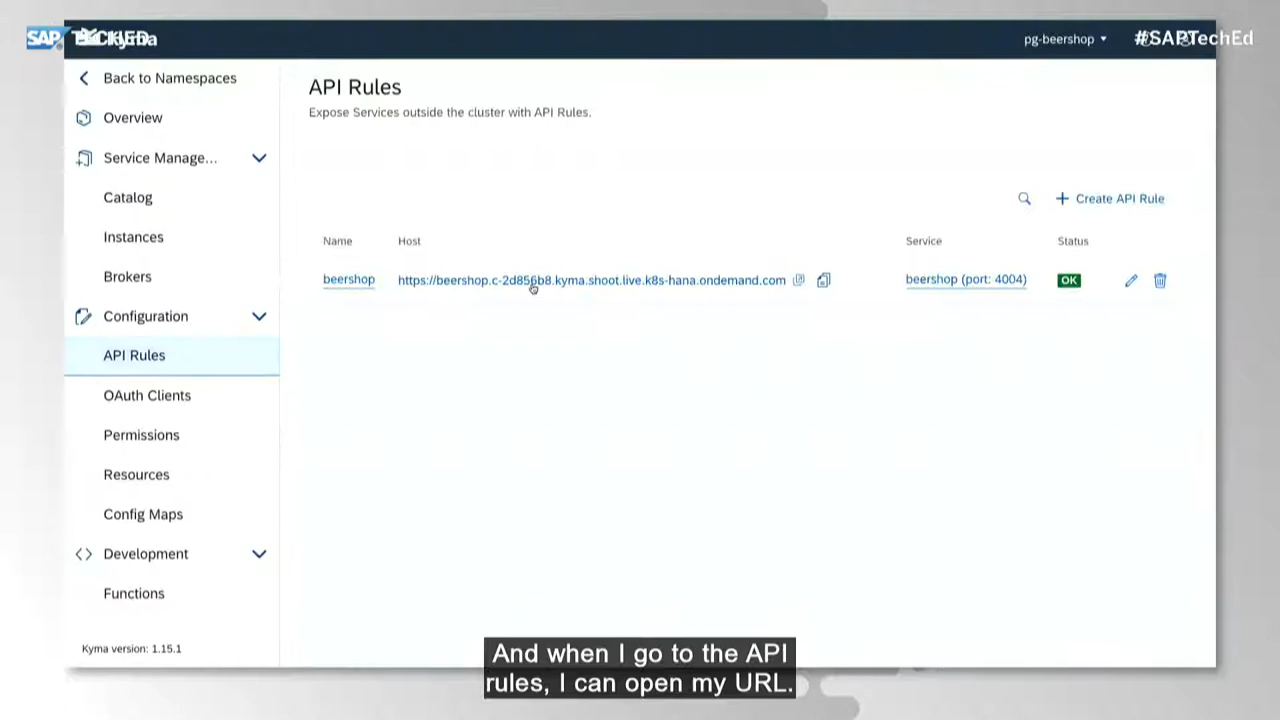 SAP
Kyma
pg-beershop
#SAPTechEd
Back to Namespaces
Overview
Service Manage...
Catalog
Instances
Brokers
Configuration
API Rules
OAuth Clients
Permissions
Resources
Config Maps
Development
Functions
Kyma version: 1.15.1
API Rules
Expose Services outside the cluster with API Rules.
+ Create API Rule
Name Host Service Status
beershop https://beershop.c-2d856b8.kyma.shoot.live.k8s-hana.ondemand.com beershop (port: 4004) OK
And when I go to the API
rules, I can open my URL.